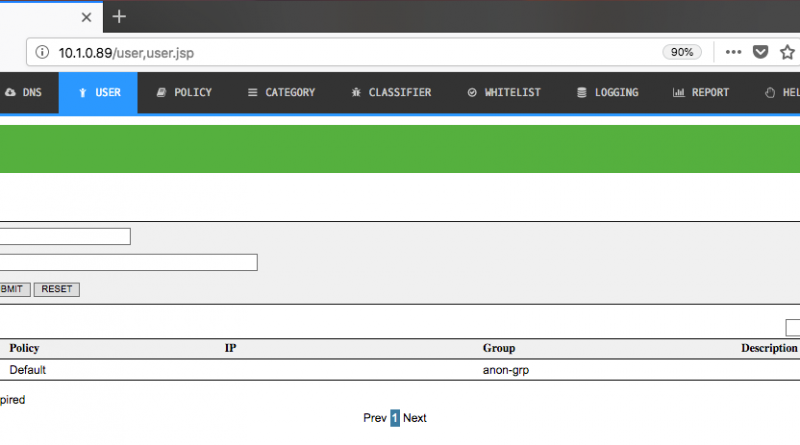 10.1.0.89/user,user.jsp 90%
DNS USER POLICY CATEGORY CLASSIFIER WHITELIST LOGGING REPORT HEL
BMIT RESET
Policy IP Group Description
Default anon-grp
pired
Prev 1 Next